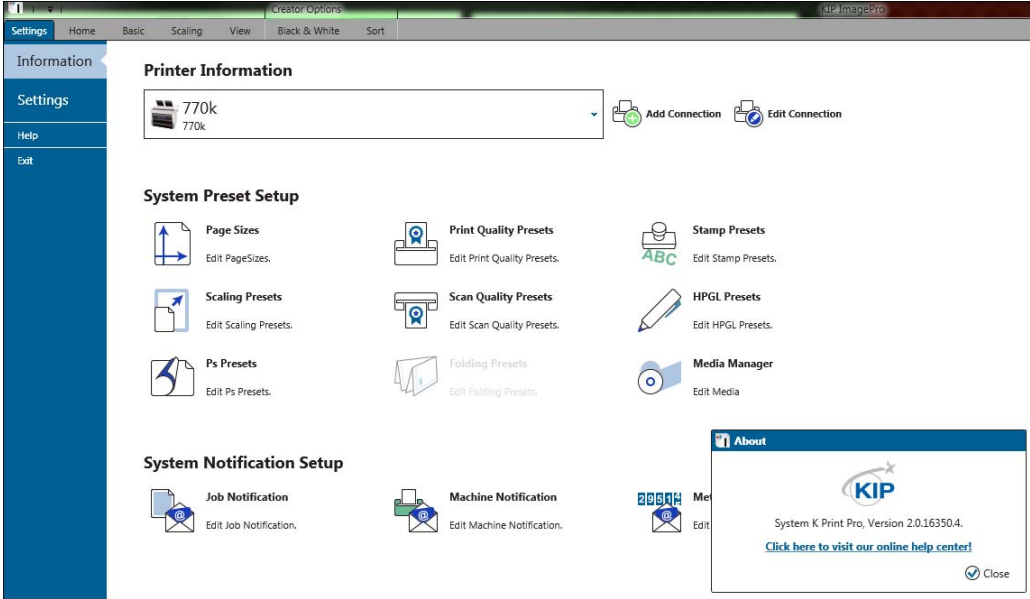 Creator Options
KIP ImagePro
Settings Home Basic Scaling View Black & White Sort
Information
Settings
Help
Exit
Printer Information
770k
770k
Add Connection
Edit Connection
System Preset Setup
Page Sizes
Edit PageSizes.
Print Quality Presets
Edit Print Quality Presets.
Stamp Presets
Edit Stamp Presets.
ABC
Scaling Presets
Edit Scaling Presets.
Scan Quality Presets
Edit Scan Quality Presets.
HPGL Presets
Edit HPGL Presets.
Ps Presets
Edit Ps Presets.
Folding Presets
Edit Folding Presets.
Media Manager
Edit Media
System Notification Setup
Job Notification
Edit Job Notification.
Machine Notification
Edit Machine Notification.
Met
Edit
About
KIP
System K Print Pro, Version 2.0.16350.4.
Click here to visit our online help center!
Close